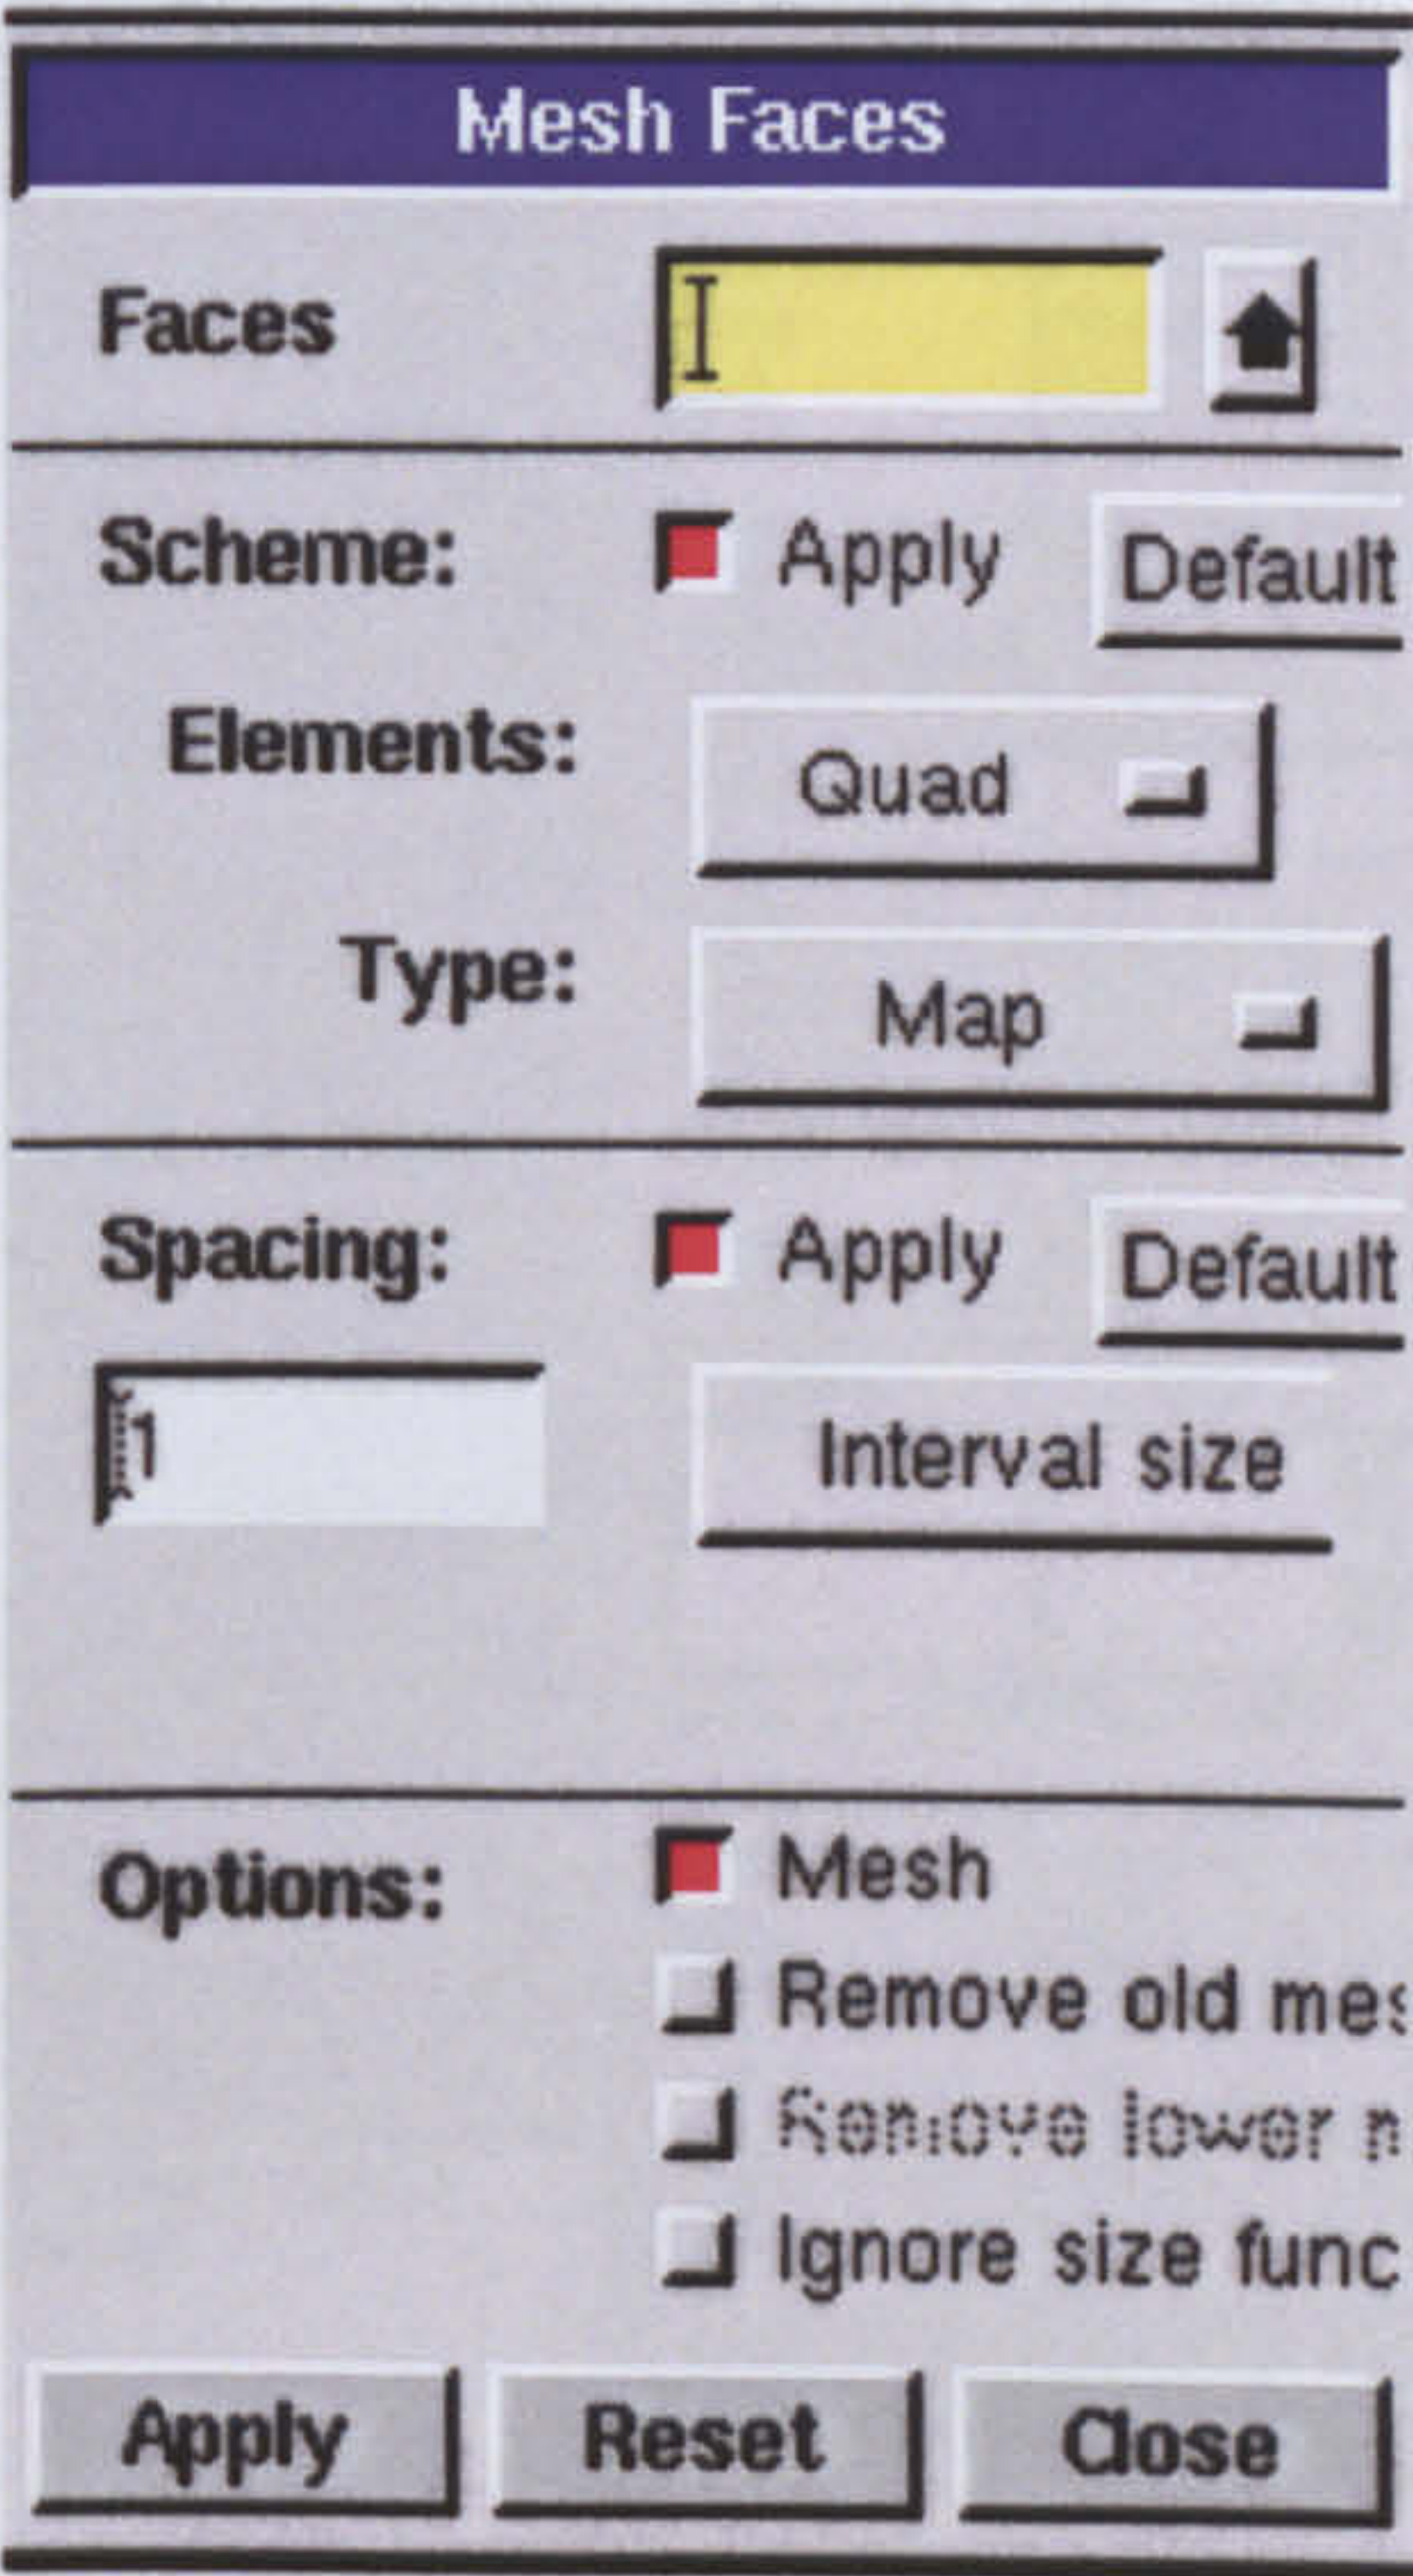 Mesh Faces
Faces
Scheme: Apply Default
Elements: Quad
Type: Map
Spacing: Apply Default
1 Interval size
Options: Mesh
Remove old mes
Remove lower m
Ignore size func
Apply Reset Close